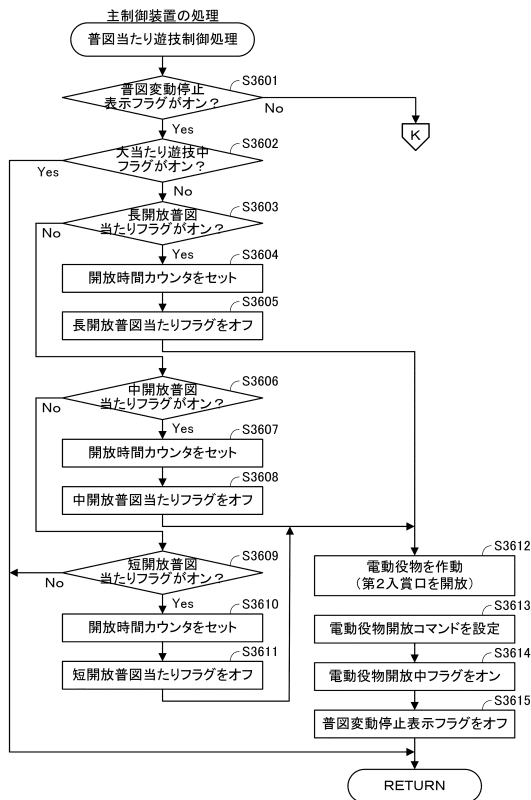 主制御装置の処理
普図当たり遊技制御処理
S3601
普図変動停止
表示フラグがオン？
No
K
Yes
S3602
大当たり遊技中
フラグがオン？
Yes
No
S3603
長開放普図
当たりフラグがオン？
No
Yes
S3604
開放時間カウンタをセット
S3605
長開放普図当たりフラグをオフ
S3606
中開放普図
当たりフラグがオン？
No
Yes
S3607
開放時間カウンタをセット
S3608
中開放普図当たりフラグをオフ
S3609
短開放普図
当たりフラグがオン？
No
Yes
S3610
開放時間カウンタをセット
S3611
短開放普図当たりフラグをオフ
S3612
電動役物を作動
（第２入賞口を開放）
S3613
電動役物開放コマンドを設定
S3614
電動役物開放中フラグをオン
S3615
普図変動停止表示フラグをオフ
RETURN